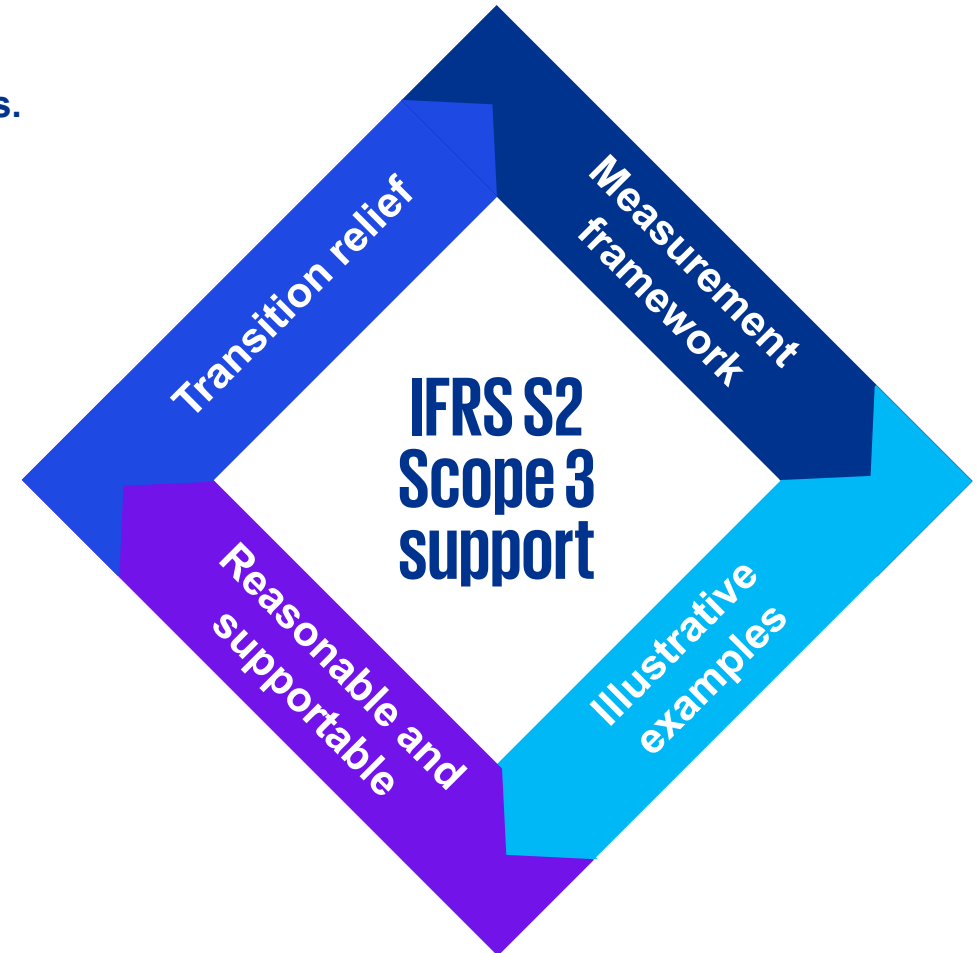 s.
Transition relief
Measurement
framework
IFRS S2
Scope 3
support
Reasonable and
supportable
Illustrative
examples